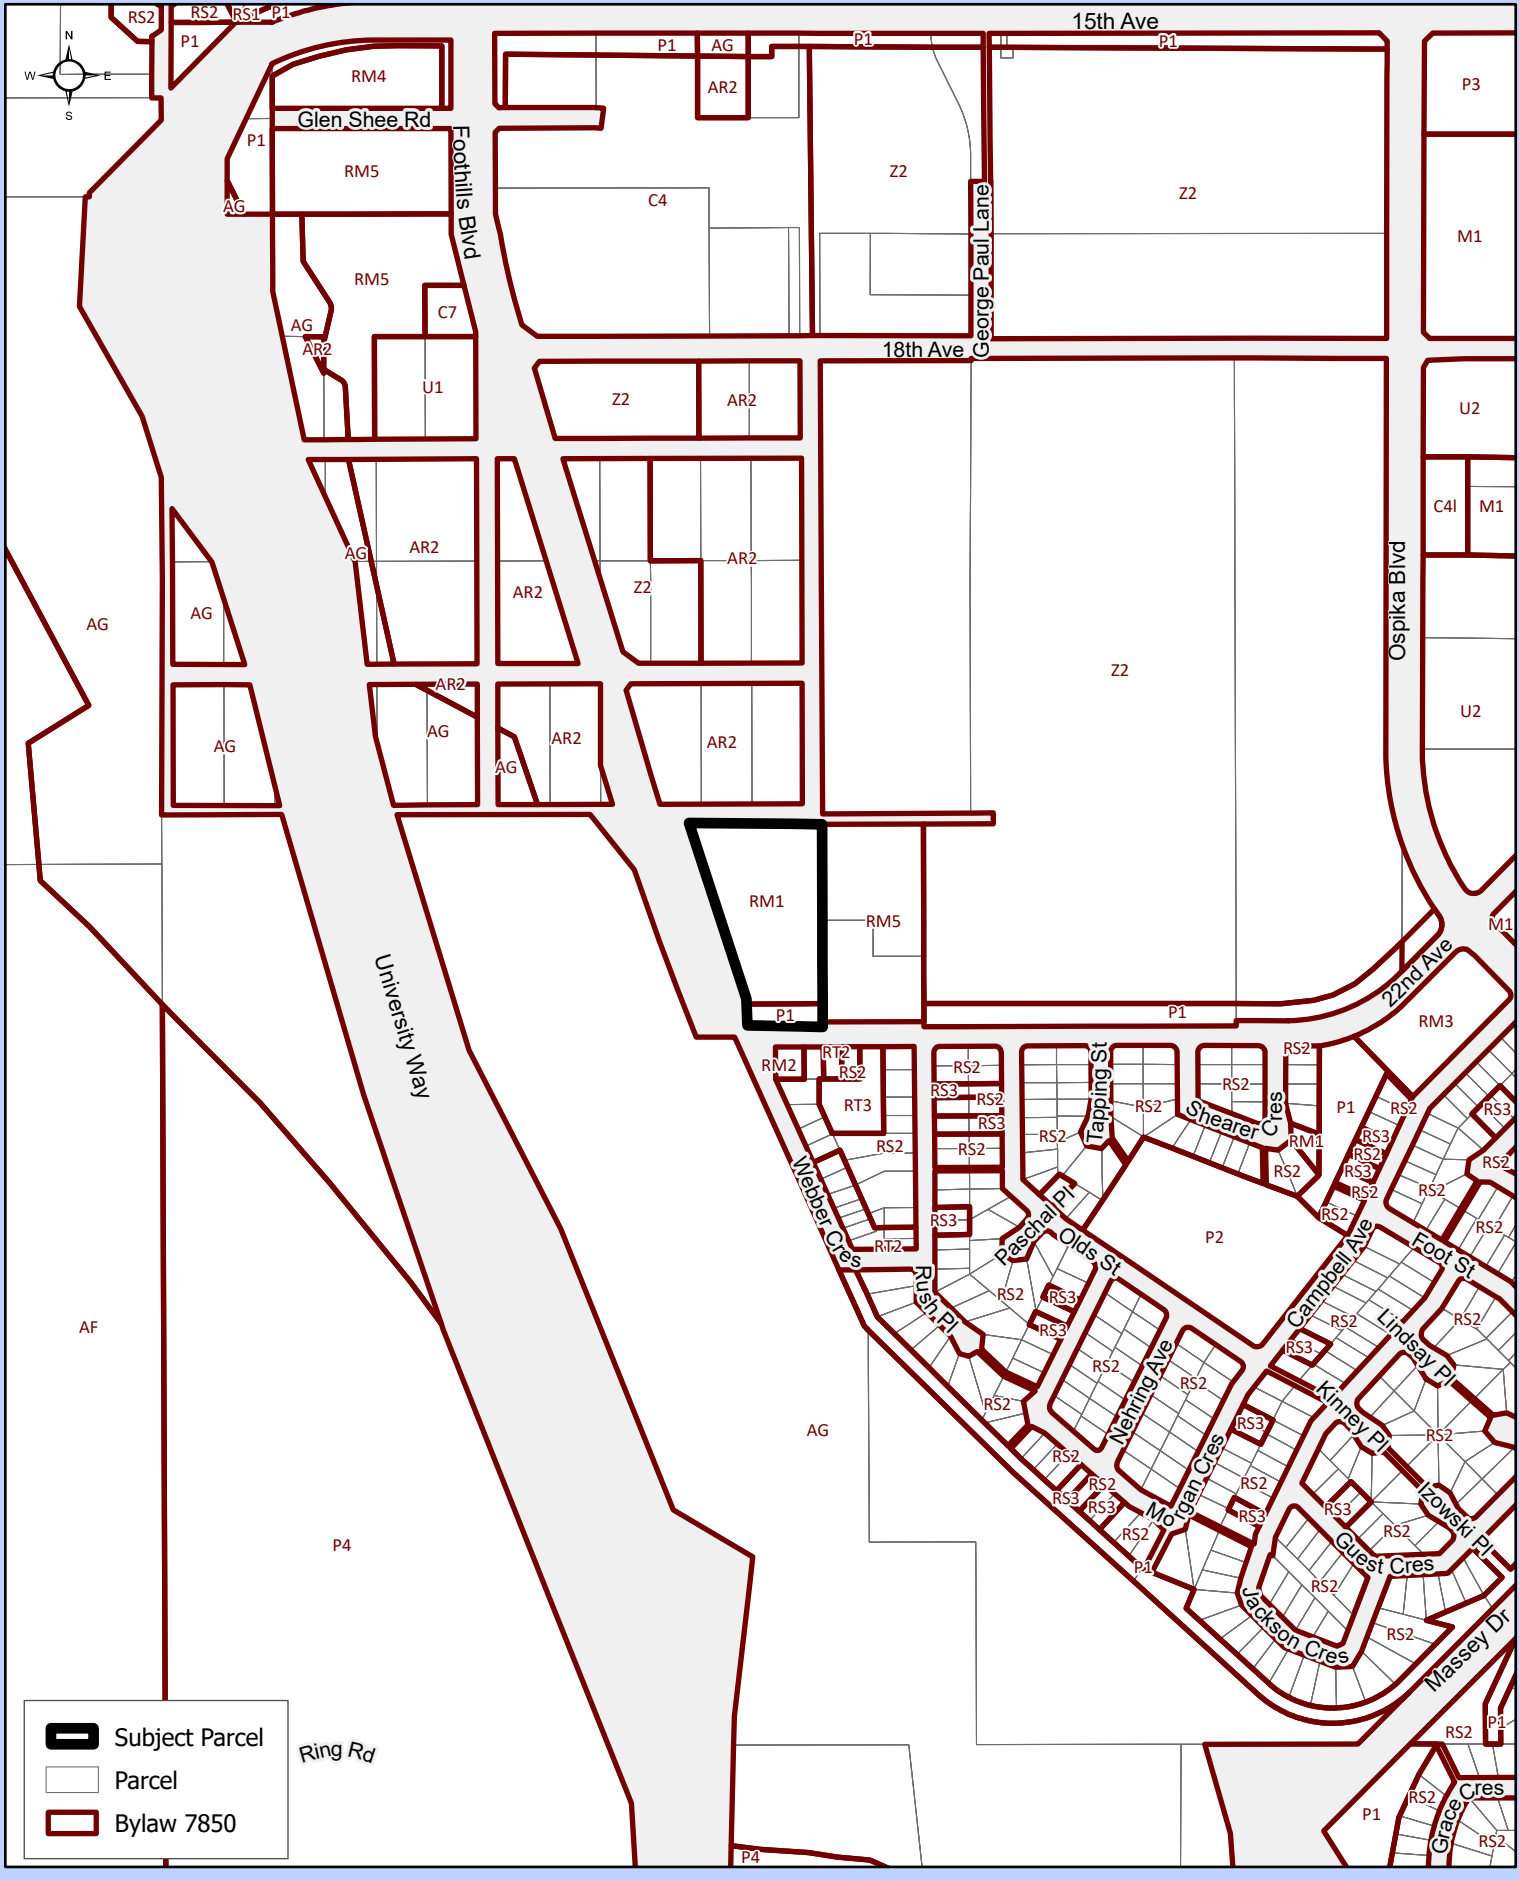 15th Ave
RS2
RS2
RS1
P1
P1
N
W
E
S
RM4
P1
AG
P1
P1
AR2
P3
Glen Shee Rd
P1
Foothills Blvd
RM5
AG
C4
Z2
George Paul Lane
Z2
M1
RM5
C7
AG
AR2
18th Ave
U1
Z2
AR2
U2
C4l
M1
AG
AR2
AR2
Z2
AR2
Ospika Blvd
AG
AG
Z2
AR2
AG
AG
AR2
AG
AR2
U2
RM1
RM5
M1
22nd Ave
P1
P1
RM3
University Way
RM2
RT2
RS2
RT3
RS2
RS2
RS3
RS2
RS3
RS2
Tapping St
RS2
RS2
RS2
RS2
Shearer Cres
P1
RM1
RS2
RS2
RS3
RS2
RS3
RS2
RS2
RS3
RS2
RS2
RS2
Webber Cres
RT2
RS3
Paschal Pl
Olds St
P2
Campbell Ave
Foot St
Rush Pl
RS2
RS3
RS3
RS2
RS3
RS2
Lindsay Pl
AF
RS2
RS2
Nehring Ave
RS2
Kinney Pl
RS3
RS2
AG
RS2
Morgan Cres
RS2
RS3
RS2
RS3
RS2
RS3
RS3
RS2
Izowski Pl
P4
P1
RS2
Guest Cres
Jackson Cres
RS2
Massey Dr
RS2
P1
Subject Parcel
Parcel
Bylaw 7850
Ring Rd
P4
P1
RS2
Grace Cres
RS2